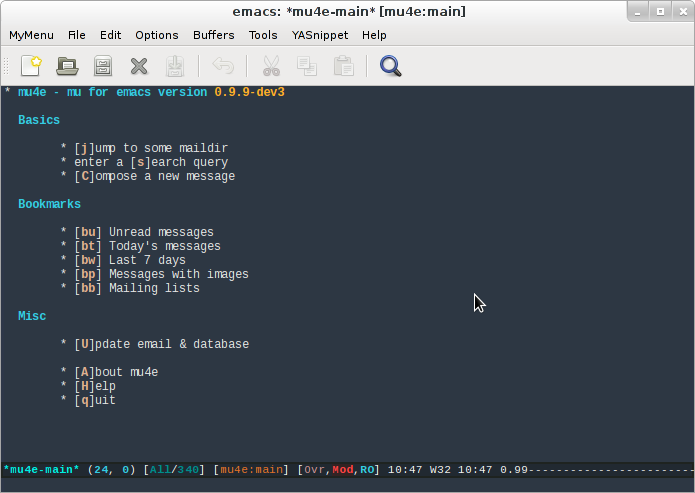 emacs: *mu4e-main* [mu4e:main]
MyMenu File Edit Options Buffers Tools YASnippet Help
* mu4e - mu for emacs version 0.9.9-dev3
Basics
* [j]ump to some maildir
* enter a [s]earch query
* [C]ompose a new message
Bookmarks
* [bu] Unread messages
* [bt] Today's messages
* [bw] Last 7 days
* [bp] Messages with images
* [bb] Mailing lists
Misc
* [U]pdate email & database
* [A]bout mu4e
* [H]elp
* [q]uit
*mu4e-main* (24, 0) [All/340] [mu4e:main] [Ovr,Mod,RO] 10:47 W32 10:47 0.99------------------------